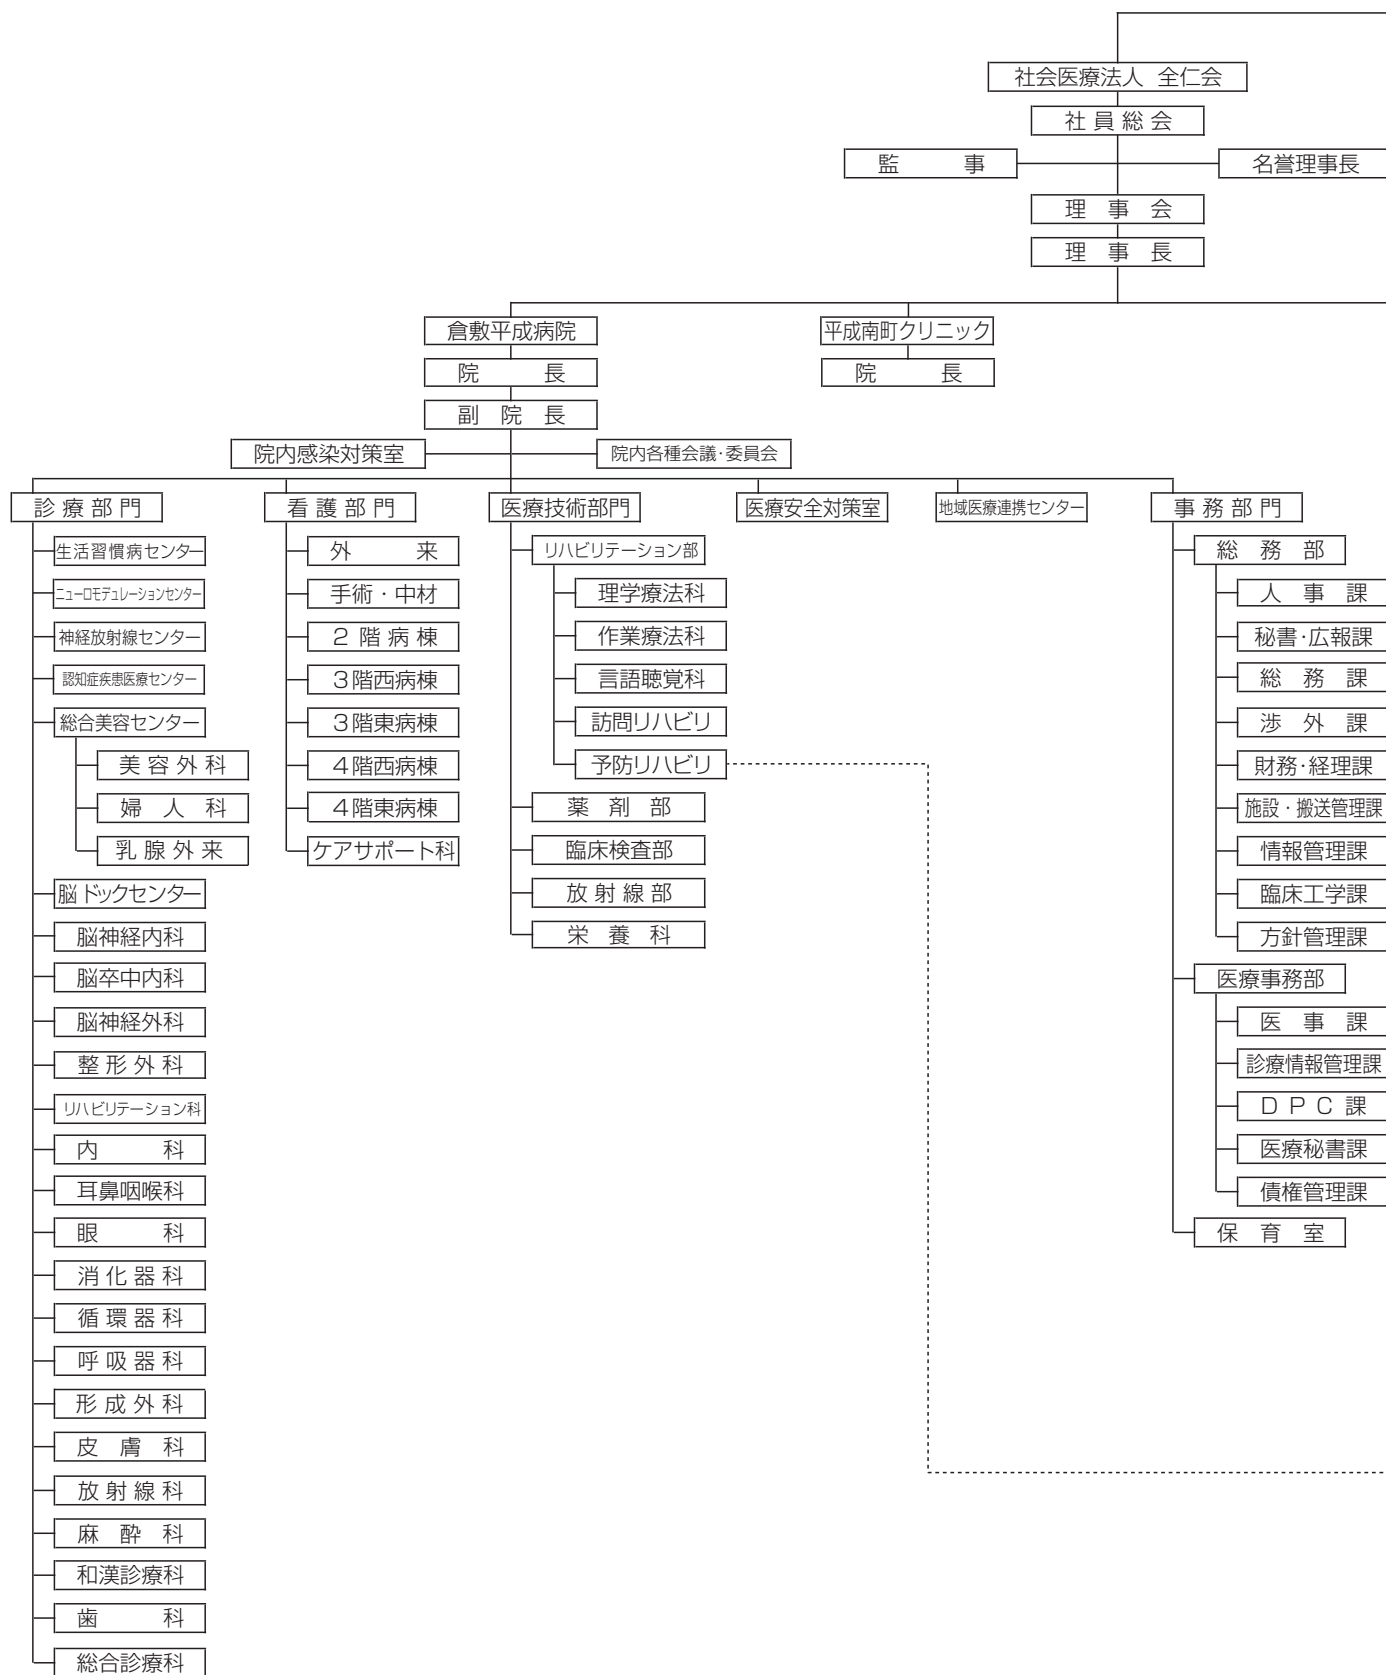 社会医療法人 全仁会
社員総会
監事
名誉理事長
理事会
理事長
倉敷平成病院
平成南町クリニック
院長
院長
副院長
院内感染対策室
院内各種会議・委員会
診療部門
看護部門
医療技術部門
医療安全対策室
地域医療連携センター
事務部門
生活習慣病センター
ニューロモデュレーションセンター
神経放射線センター
認知症疾患医療センター
総合美容センター
美容外科
婦人科
乳腺外来
脳ドックセンター
脳神経内科
脳卒中内科
脳神経外科
整形外科
リハビリテーション科
内科
耳鼻咽喉科
眼科
消化器科
循環器科
呼吸器科
形成外科
皮膚科
放射線科
麻酔科
和漢診療科
歯科
総合診療科
外来
手術・中材
2階病棟
3階西病棟
3階東病棟
4階西病棟
4階東病棟
ケアサポート科
リハビリテーション部
理学療法科
作業療法科
言語聴覚科
訪問リハビリ
予防リハビリ
薬剤部
臨床検査部
放射線部
栄養科
総務部
人事課
秘書・広報課
総務課
渉外課
財務・経理課
施設・搬送管理課
情報管理課
臨床工学課
方針管理課
医療事務部
医事課
診療情報管理課
DPC課
医療秘書課
債権管理課
保育室